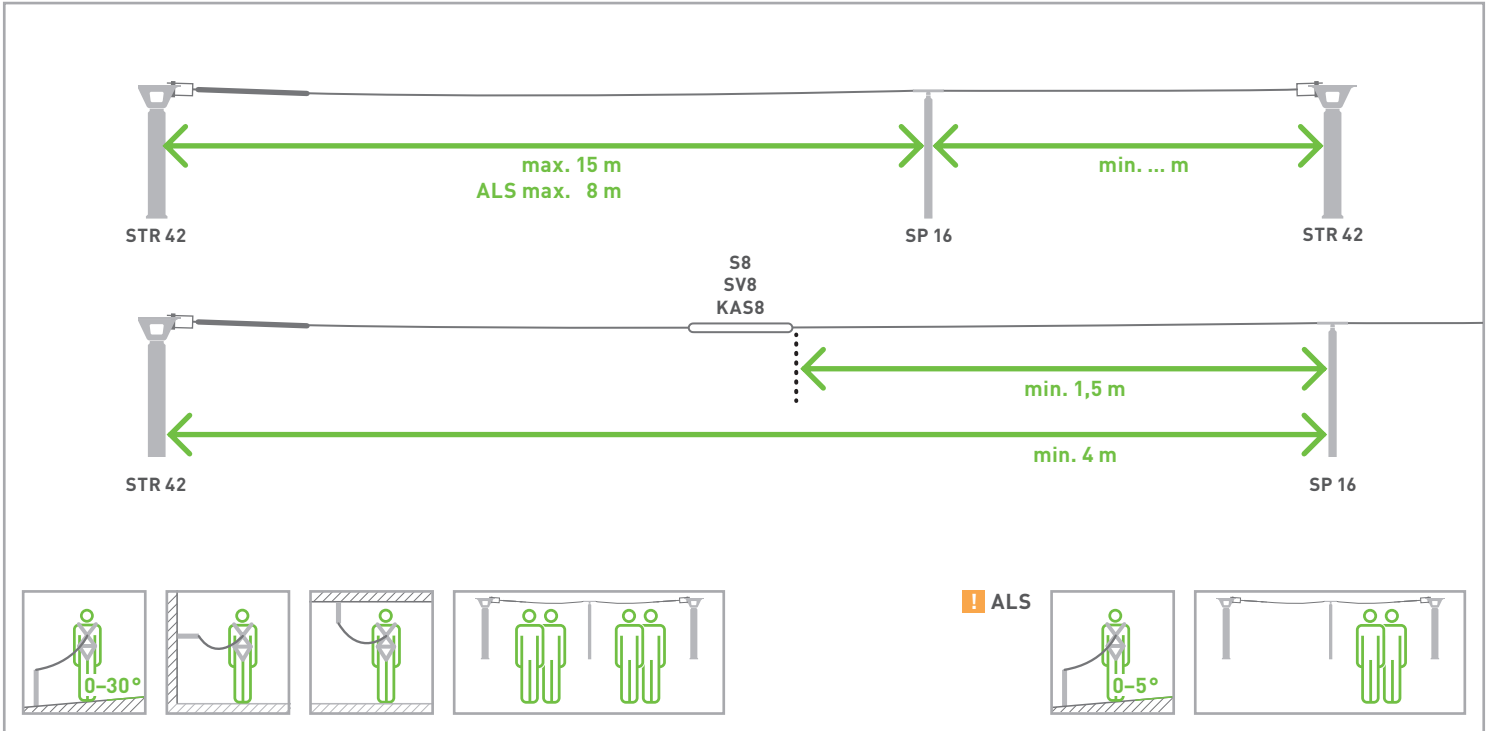 max. 15 m
min. ... m
ALS max. 8 m
STR 42
SP 16
STR 42
S8
SV8
KAS8
min. 1,5 m
min. 4 m
STR 42
SP 16
! ALS
0–30°
0–5°